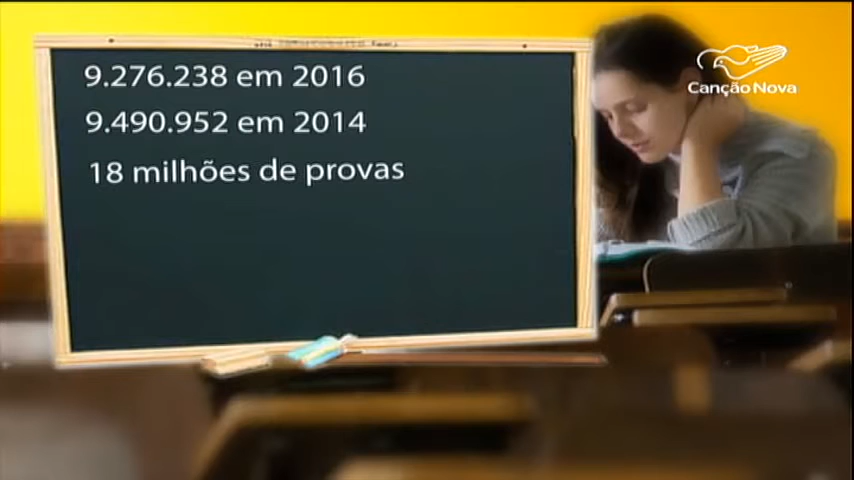 9.276.238 em 2016
9.490.952 em 2014
18 milhões de provas
Canção Nova